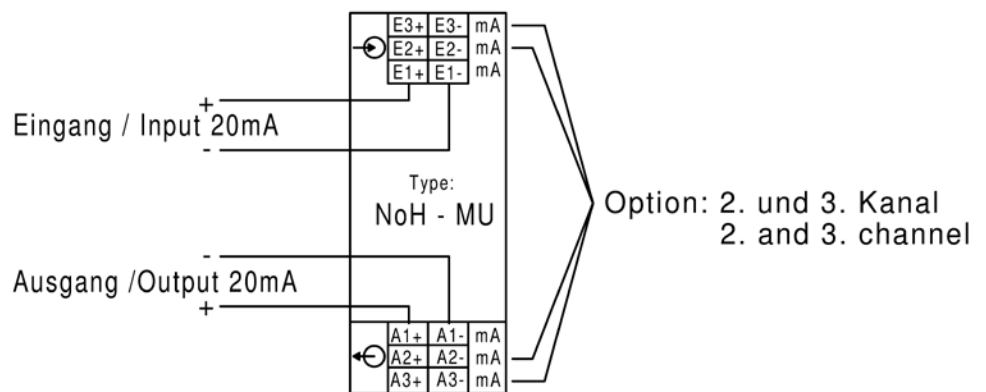 E3+ E3- mA
E2+ E2- mA
E1+ E1- mA
+
Eingang / Input 20mA
-
Type:
NoH - MU
Option: 2. und 3. Kanal
2. and 3. channel
-
Ausgang /Output 20mA
+
A1+ A1- mA
A2+ A2- mA
A3+ A3- mA